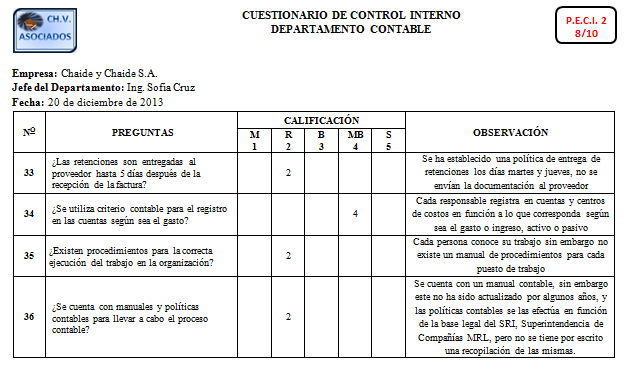 CH.V.
ASOCIADOS
CUESTIONARIO DE CONTROL INTERNO
DEPARTAMENTO CONTABLE
P.E.C.I. 2
8/10
Empresa: Chaide y Chaide S.A.
Jefe del Departamento: Ing. Sofia Cruz
Fecha: 20 de diciembre de 2013
Nº PREGUNTAS CALIFICACIÓN OBSERVACIÓN
M R B MB S
1 2 3 4 5
33
¿Las retenciones son entregadas al
proveedor hasta 5 días después de la
recepción de la factura?
2
Se ha establecido una política de entrega de
retenciones los días martes y jueves, no se
envían la documentación al proveedor
34
¿Se utiliza criterio contable para el registro
en las cuentas según sea el gasto?
4
Cada responsable registra en cuentas y centros
de costos en función a lo que corresponda según
sea el gasto o ingreso, activo o pasivo
35
¿Existen procedimientos para la correcta
ejecución del trabajo en la organización?
2
Cada persona conoce su trabajo sin embargo no
existe un manual de procedimientos para cada
puesto de trabajo
36
¿Se cuenta con manuales y políticas
contables para llevar a cabo el proceso
contable?
2
Se cuenta con un manual contable, sin embargo
este no ha sido actualizado por algunos años, y
las políticas contables se las efectúa en función
de la base legal del SRI, Superintendencia de
Compañías MRL, pero no se tiene por escrito
una recopilación de las mismas.